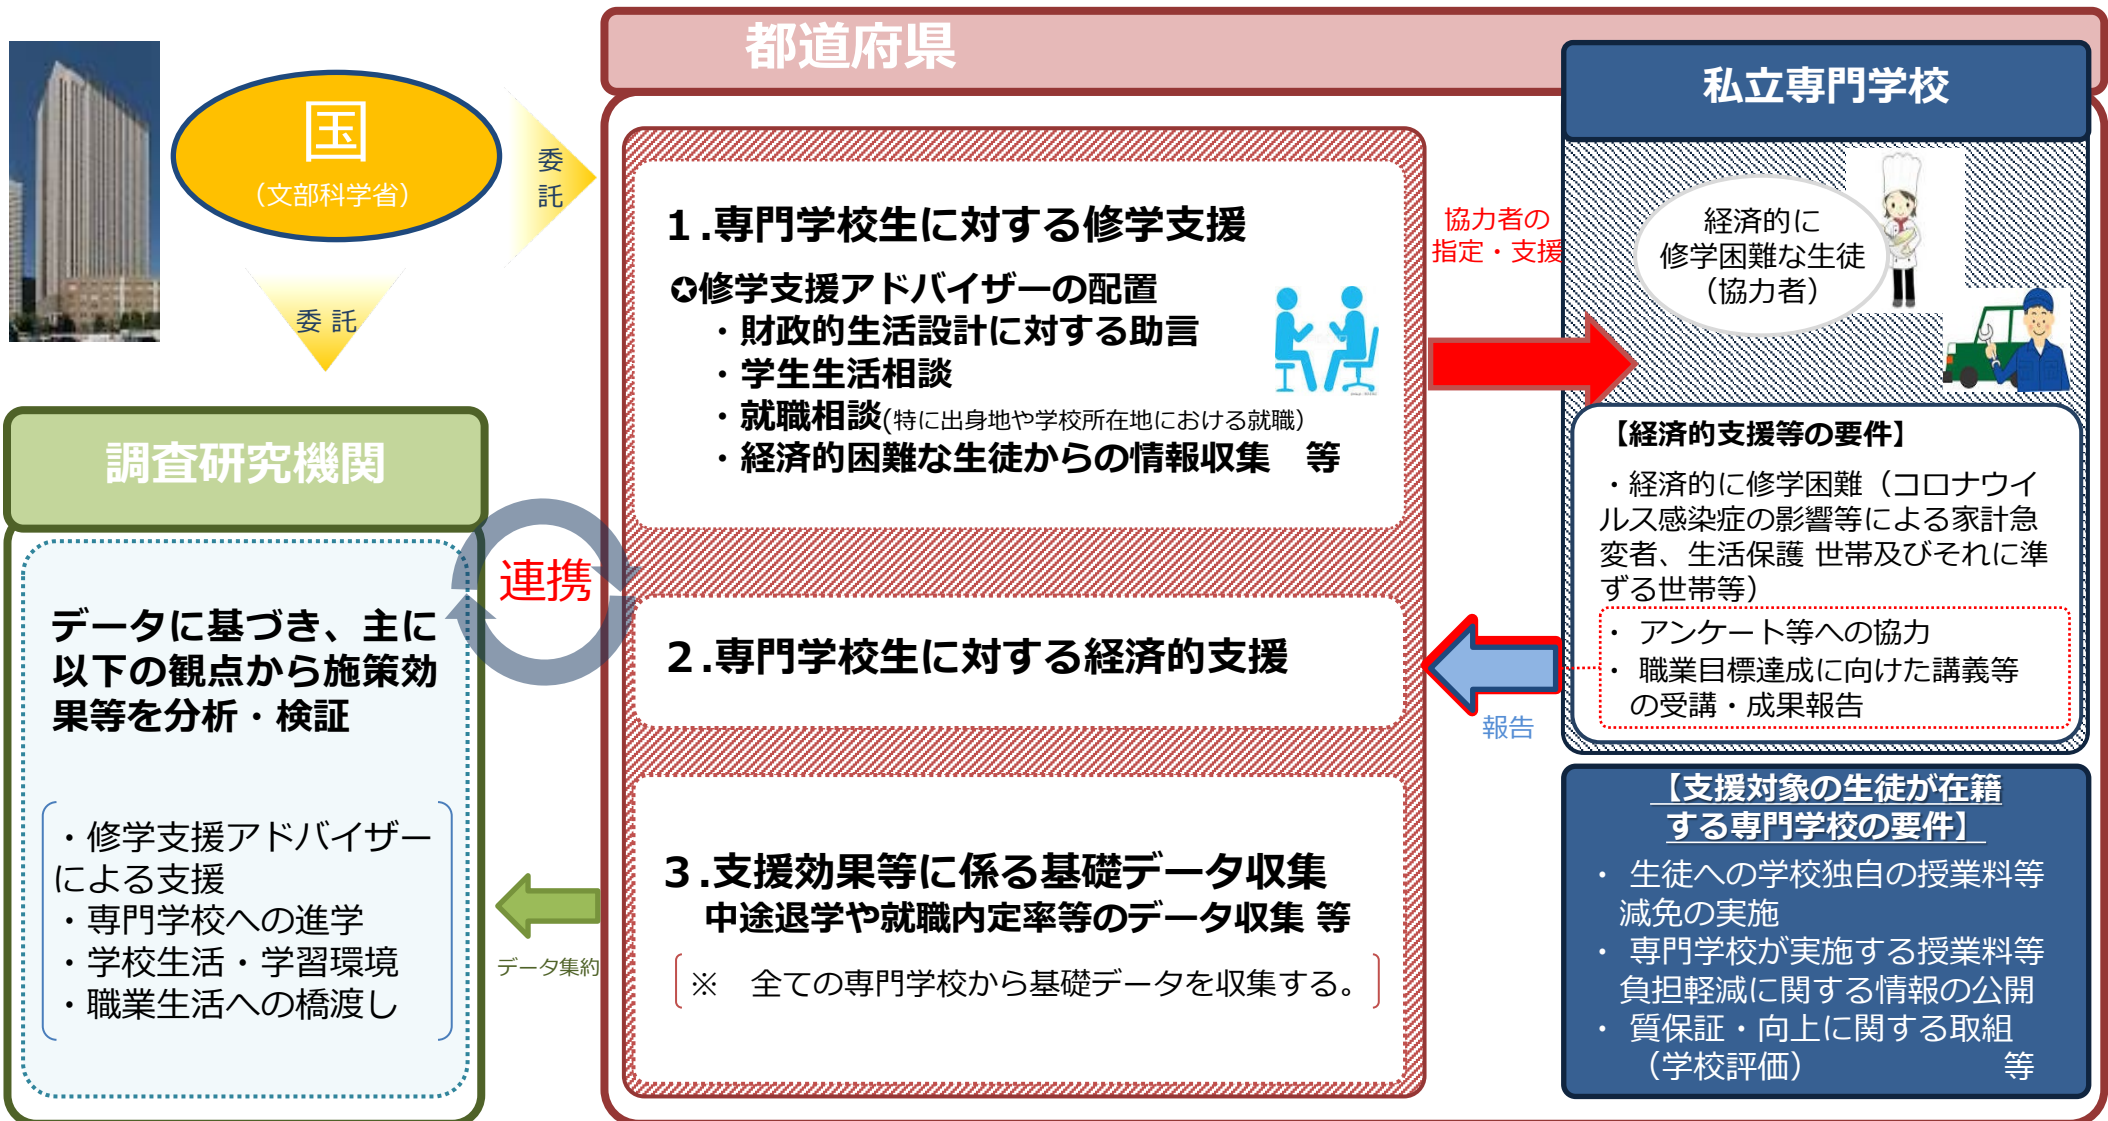 国
(文部科学省)
委
託
委 託
調査研究機関
データに基づき、主に
以下の観点から施策効
果等を分析・検証
・修学支援アドバイザー
による支援
・専門学校への進学
・学校生活・学習環境
・職業生活への橋渡し
連携
データ集約
都道府県
１.専門学校生に対する修学支援
✪修学支援アドバイザーの配置
・財政的生活設計に対する助言
・学生生活相談
・就職相談(特に出身地や学校所在地における就職)
・経済的困難な生徒からの情報収集　等
２.専門学校生に対する経済的支援
３.支援効果等に係る基礎データ収集
中途退学や就職内定率等のデータ収集 等
※　全ての専門学校から基礎データを収集する。
協力者の
指定・支援
報告
私立専門学校
経済的に
修学困難な生徒
（協力者）
【経済的支援等の要件】
・経済的に修学困難（コロナウイ
ルス感染症の影響等による家計急
変者、生活保護 世帯及びそれに準
ずる世帯等）
・ アンケート等への協力
・ 職業目標達成に向けた講義等
の受講・成果報告
【支援対象の生徒が在籍
する専門学校の要件】
・ 生徒への学校独自の授業料等
減免の実施
・ 専門学校が実施する授業料等
負担軽減に関する情報の公開
・ 質保証・向上に関する取組
（学校評価）　等